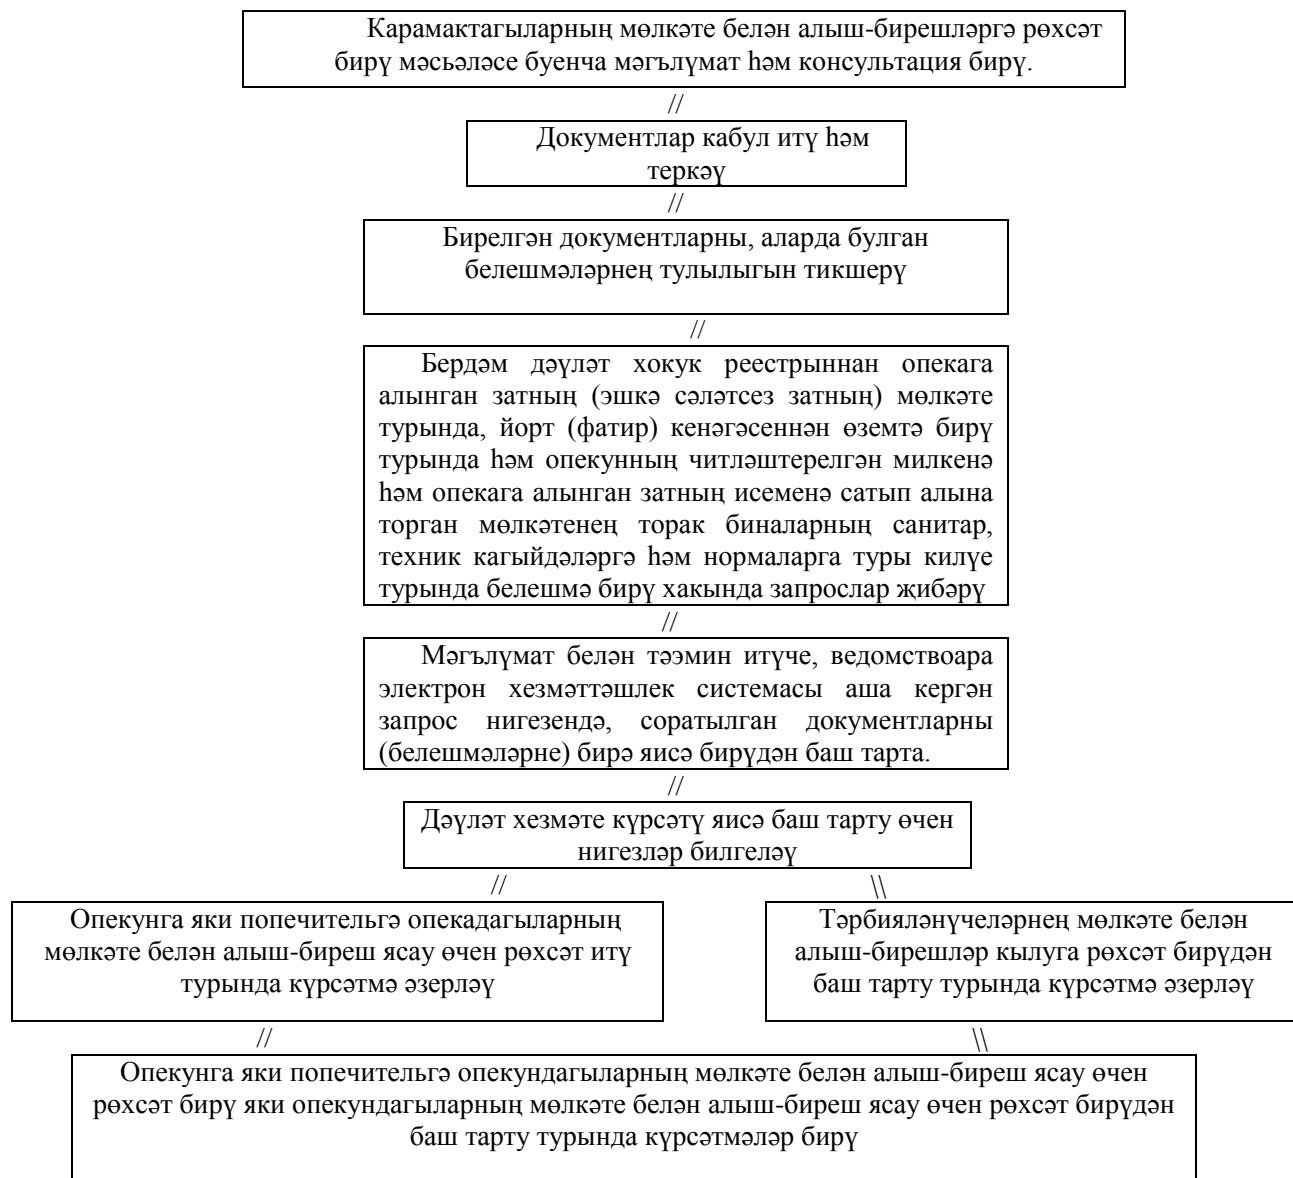 Карамактагыларның мөлкәте белән алыш-бирешләргә рөхсәт
бирү мәсьәләсе буенча мәгълүмат һәм консультация бирү.
//
Документлар кабул итү һәм
теркәү
//
Бирелгән документларны, аларда булган
белешмәләрнең тулылыгын тикшерү
//
Бердәм дәүләт хокук реестрыннан опекага
алынган затның (эшкә сәләтсез затның) мөлкәте
турында, йорт (фатир) кенәгәсеннән өземтә бирү
турында һәм опекунның читләштерелгән милкенә
һәм опекага алынган затның исеменә сатып алына
торган мөлкәтенең торак биналарның санитар,
техник кагыйдәләргә һәм нормаларга туры килүе
турында белешмә бирү хакында запрослар җибәрү
//
Мәгълүмат белән тәэмин итүче, ведомствоара
электрон хезмәттәшлек системасы аша кергән
запрос нигезендә, соратылган документларны
(белешмәләрне) бирә яисә бирүдән баш тарта.
//
Дәүләт хезмәте күрсәтү яисә баш тарту өчен
нигезләр билгеләү
// \\
Опекунга яки попечительгә опекадагыларның
мөлкәте белән алыш-биреш ясау өчен рөхсәт итү
турында күрсәтмә әзерләү
Тәрбияләнүчеләрнең мөлкәте белән
алыш-бирешләр кылуга рөхсәт бирүдән
баш тарту турында күрсәтмә әзерләү
// \\
Опекунга яки попечительгә опекундагыларның мөлкәте белән алыш-биреш ясау өчен
рөхсәт бирү яки опекундагыларның мөлкәте белән алыш-биреш ясау өчен рөхсәт бирүдән
баш тарту турында күрсәтмәләр бирү